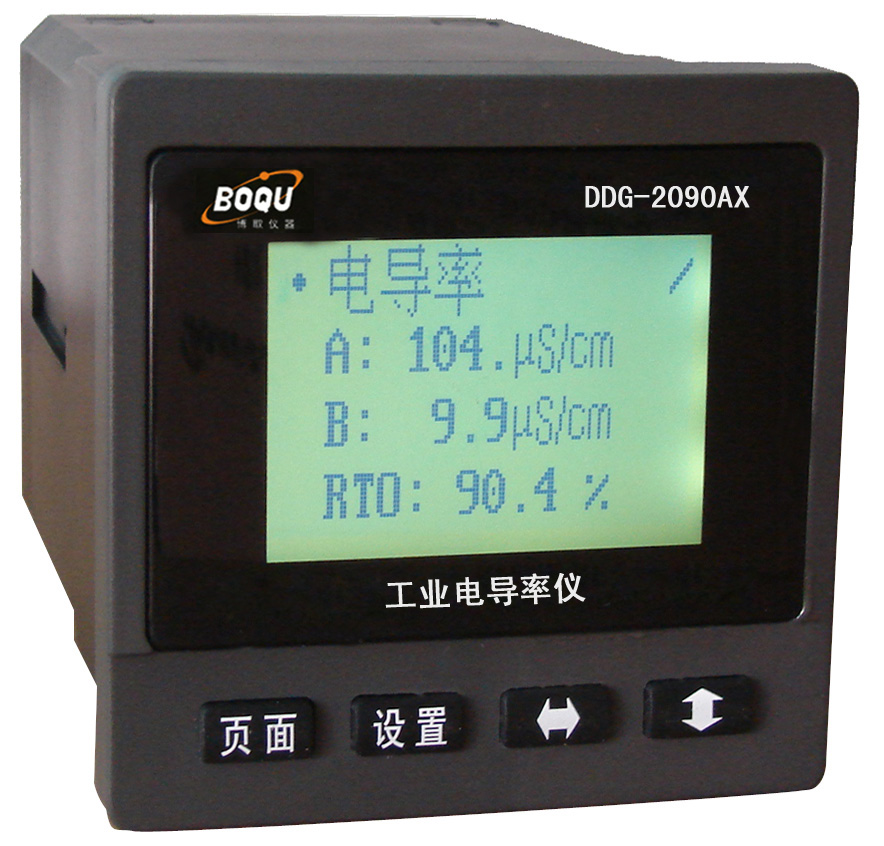 BOQU
博取仪器
DDG-2090AX
电导率
A: 104.μS/cm
B: 9.9μS/cm
RTO: 90.4 %
工业电导率仪
页面 设置